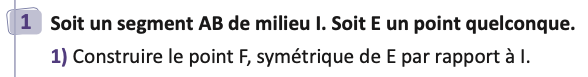 1 Soit un segment AB de milieu I. Soit E un point quelconque.
1) Construire le point F, symétrique de E par rapport à I.